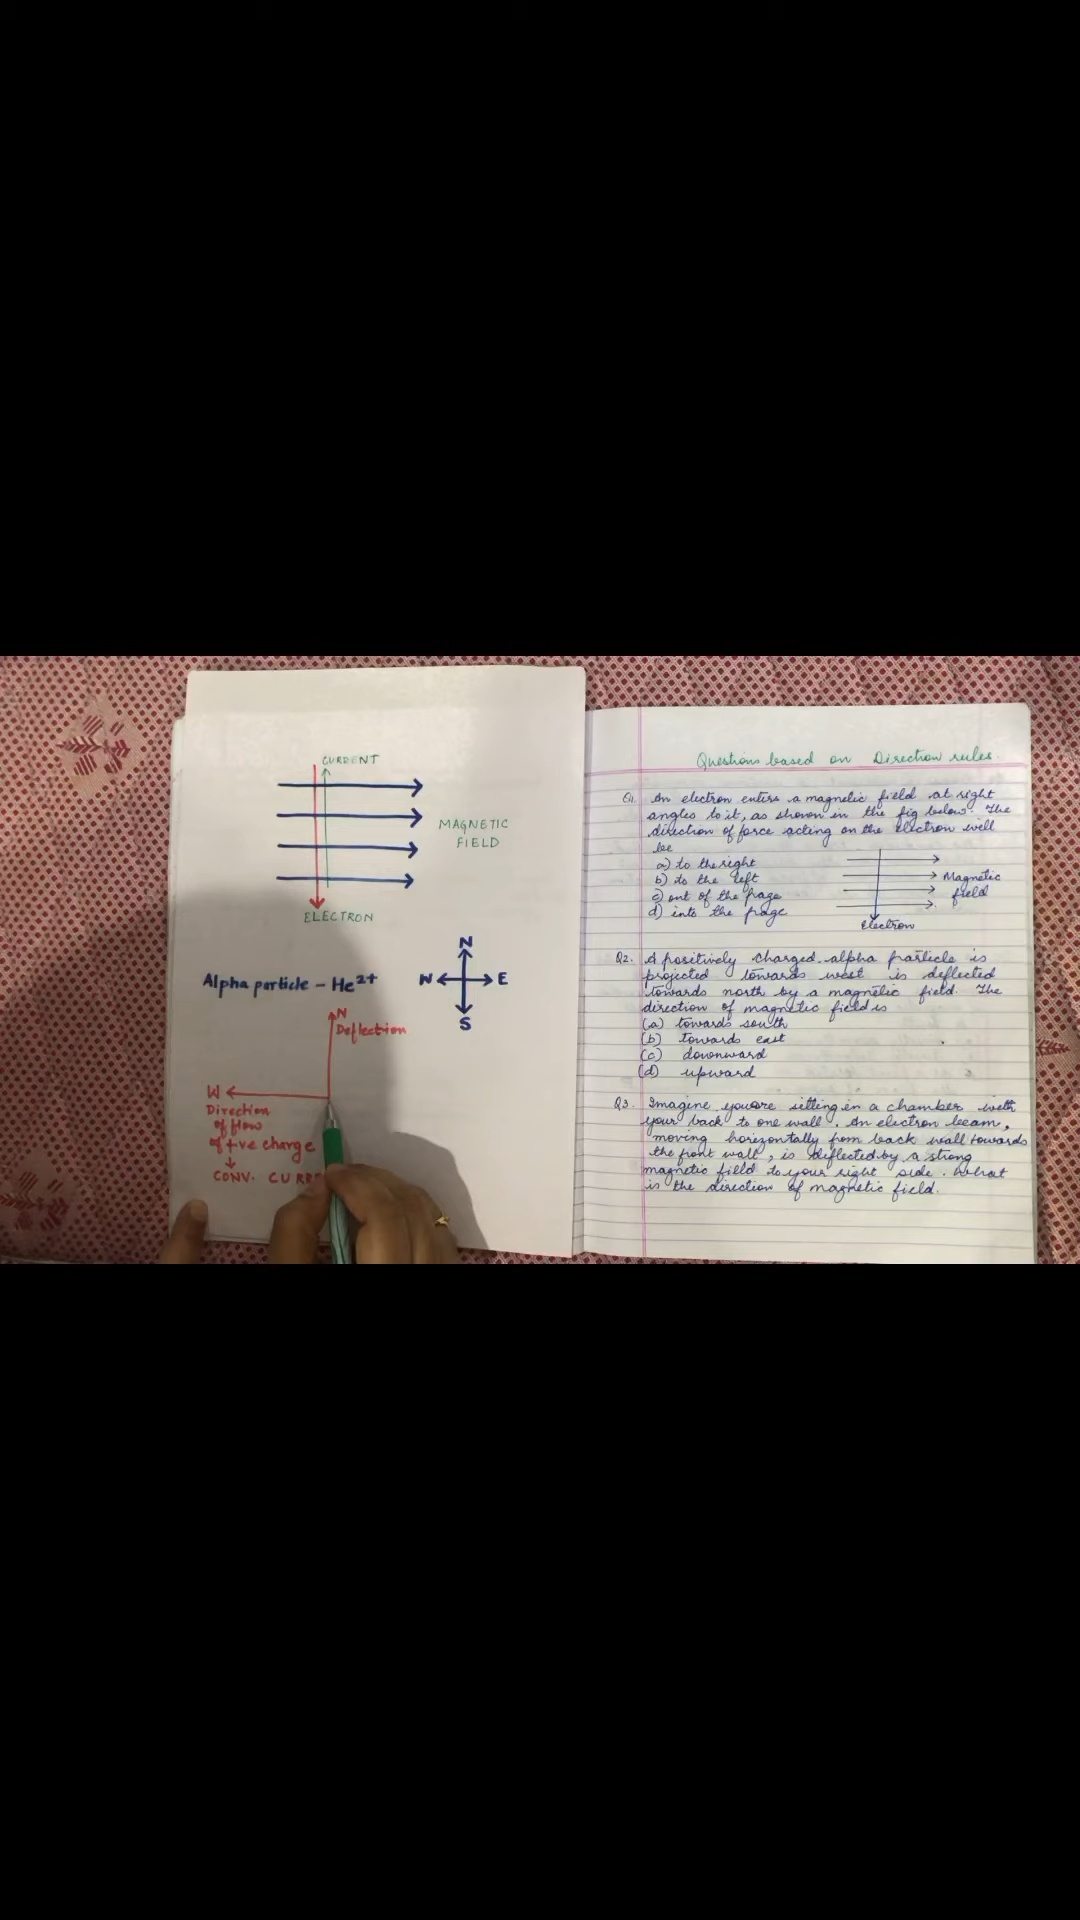 CURRENT
MAGNETIC
FIELD
ELECTRON
N
W E
S
Alpha particle - He2+
N
Deflection
W
Direction
of flow
of +ve charge
↓
CONV. CURR
Questions based on Direction rules.
Q1. An electron enters a magnetic field at right
angles to it, as shown in the fig below. The
direction of force acting on the electron will
be
a) to the right
b) to the left
c) out of the page
d) into the page
Magnetic
field
Electron
Q2. A positively charged alpha particle is
projected towards west is deflected
towards north by a magnetic field. The
direction of magnetic field is
(a) towards south
(b) towards east
(c) downward
(d) upward
Q3. Imagine you are sitting in a chamber with
your back to one wall. An electron beam,
moving horizontally from back wall towards
the front wall, is deflected by a strong
magnetic field to your right side. What
is the direction of magnetic field.